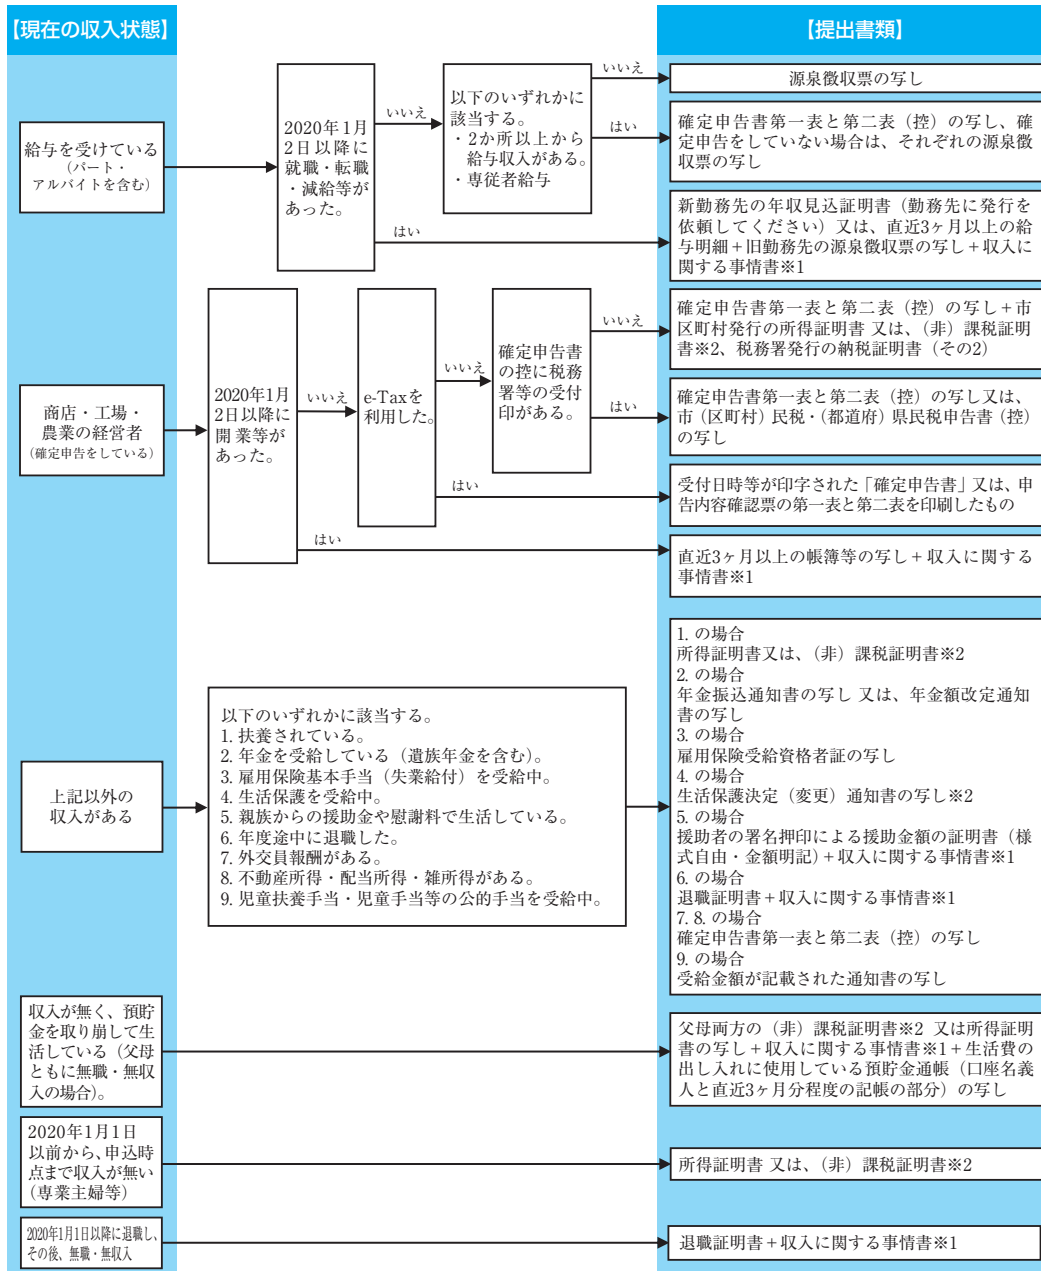 【現在の収入状態】
【提出書類】
給与を受けている
（パート・
アルバイトを含む）
2020年1月
2日以降に
就職・転職
・減給等が
あった。
いいえ
はい
以下のいずれかに
該当する。
・2か所以上から
給与収入がある。
・専従者給与
いいえ
はい
源泉徴収票の写し
確定申告書第一表と第二表（控）の写し、確
定申告をしていない場合は、それぞれの源泉徴
収票の写し
新勤務先の年収見込証明書（勤務先に発行を
依頼してください）又は、直近3ヶ月以上の給
与明細＋旧勤務先の源泉徴収票の写し＋収入に
関する事情書※1
商店・工場・
農業の経営者
（確定申告をしている）
2020年1月
2日以降に
開業等が
あった。
いいえ
はい
e-Taxを
利用した。
いいえ
はい
確定申告書
の控に税務
署等の受付
印がある。
いいえ
はい
確定申告書第一表と第二表（控）の写し＋市
区町村発行の所得証明書 又は、（非）課税証明
書※2、税務署発行の納税証明書（その2）
確定申告書第一表と第二表（控）の写し又は、
市（区町村）民税・（都道府）県民税申告書（控）
の写し
受付日時等が印字された「確定申告書」又は、申
告内容確認票の第一表と第二表を印刷したもの
直近3ヶ月以上の帳簿等の写し＋収入に関する
事情書※1
上記以外の
収入がある
以下のいずれかに該当する。
1. 扶養されている。
2. 年金を受給している（遺族年金を含む）。
3. 雇用保険基本手当（失業給付）を受給中。
4. 生活保護を受給中。
5. 親族からの援助金や慰謝料で生活している。
6. 年度途中に退職した。
7. 外交員報酬がある。
8. 不動産所得・配当所得・雑所得がある。
9. 児童扶養手当・児童手当等の公的手当を受給中。
1. の場合
所得証明書又は、（非）課税証明書※2
2. の場合
年金振込通知書の写し 又は、年金額改定通知
書の写し
3. の場合
雇用保険受給資格者証の写し
4. の場合
生活保護決定（変更）通知書の写し※2
5. の場合
援助者の署名押印による援助金額の証明書（様
式自由・金額明記）＋収入に関する事情書※1
6. の場合
退職証明書＋収入に関する事情書※1
7. 8. の場合
確定申告書第一表と第二表（控）の写し
9. の場合
受給金額が記載された通知書の写し
収入が無く、預貯
金を取り崩して生
活している（父母
ともに無職・無収
入の場合）。
父母両方の（非）課税証明書※2 又は所得証明
書の写し＋収入に関する事情書※1＋生活費の
出し入れに使用している預貯金通帳（口座名義
人と直近3ヶ月分程度の記帳の部分）の写し
2020年1月1日
以前から、申込時
点まで収入が無い
（専業主婦等）
所得証明書 又は、（非）課税証明書※2
2020年1月1日以降に退職し、
その後、無職・無収入
退職証明書＋収入に関する事情書※1